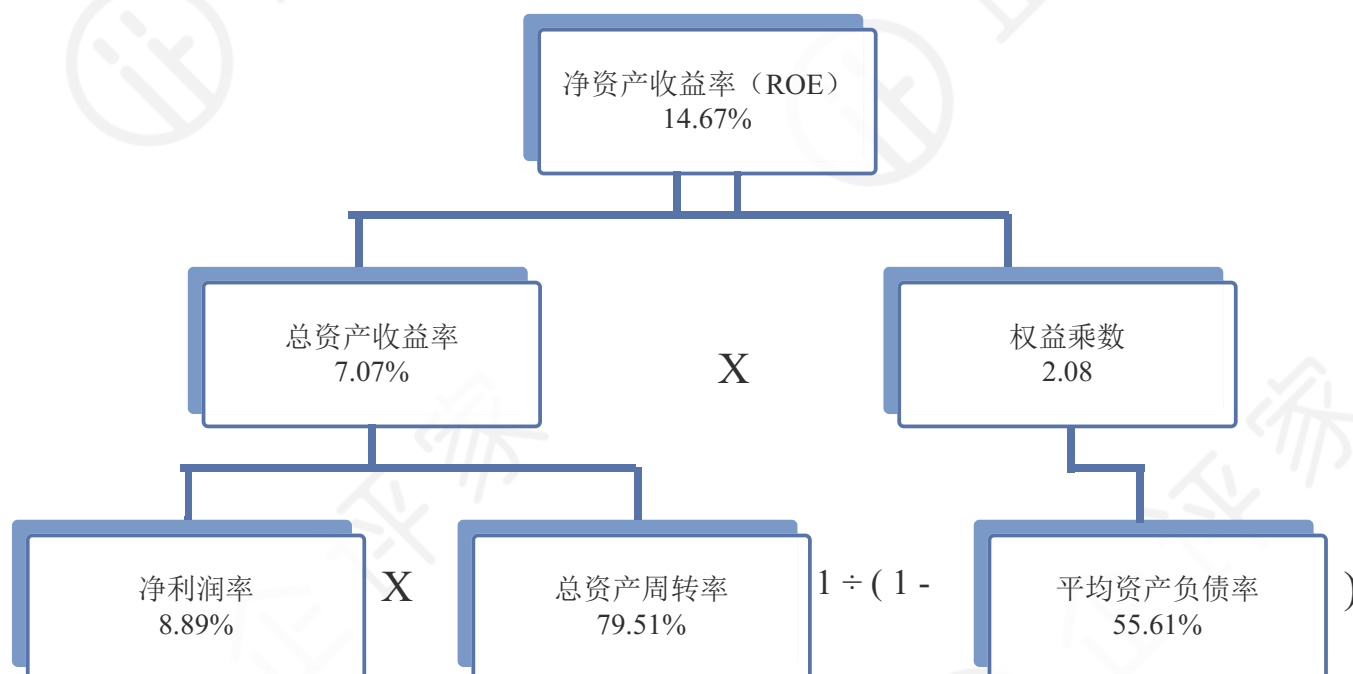 净资产收益率（ROE）
14.67%
总资产收益率
7.07%
X
权益乘数
2.08
净利润率
8.89%
X
总资产周转率
79.51%
1 ÷ ( 1 -
平均资产负债率
55.61%
)